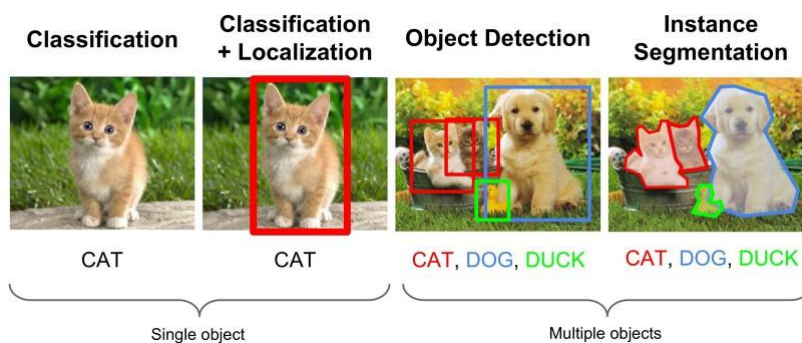 Classification
Classification
+ Localization
Object Detection
Instance
Segmentation
CAT
CAT
CAT, DOG, DUCK
CAT, DOG, DUCK
Single object
Multiple objects